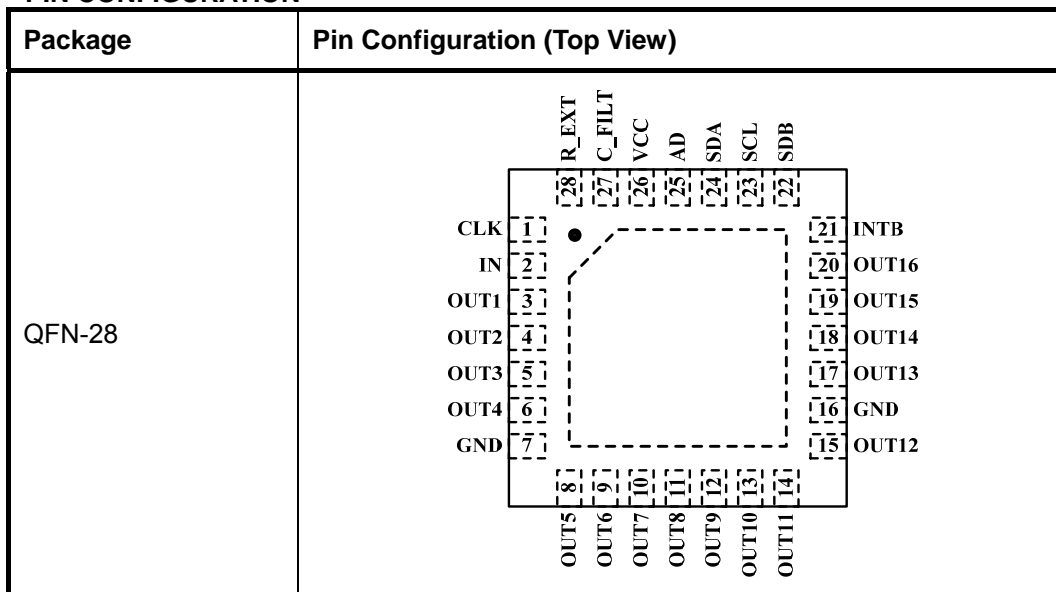 PIN CONFIGURATION
Package
Pin Configuration (Top View)
QFN-28
28 R_EXT
27 C_FILT
26 VCC
25 AD
24 SDA
23 SCL
22 SDB
CLK 1
IN 2
OUT1 3
OUT2 4
OUT3 5
OUT4 6
GND 7
21 INTB
20 OUT16
19 OUT15
18 OUT14
17 OUT13
16 GND
15 OUT12
OUT5 8
OUT6 9
OUT7 10
OUT8 11
OUT9 12
OUT10 13
OUT11 14